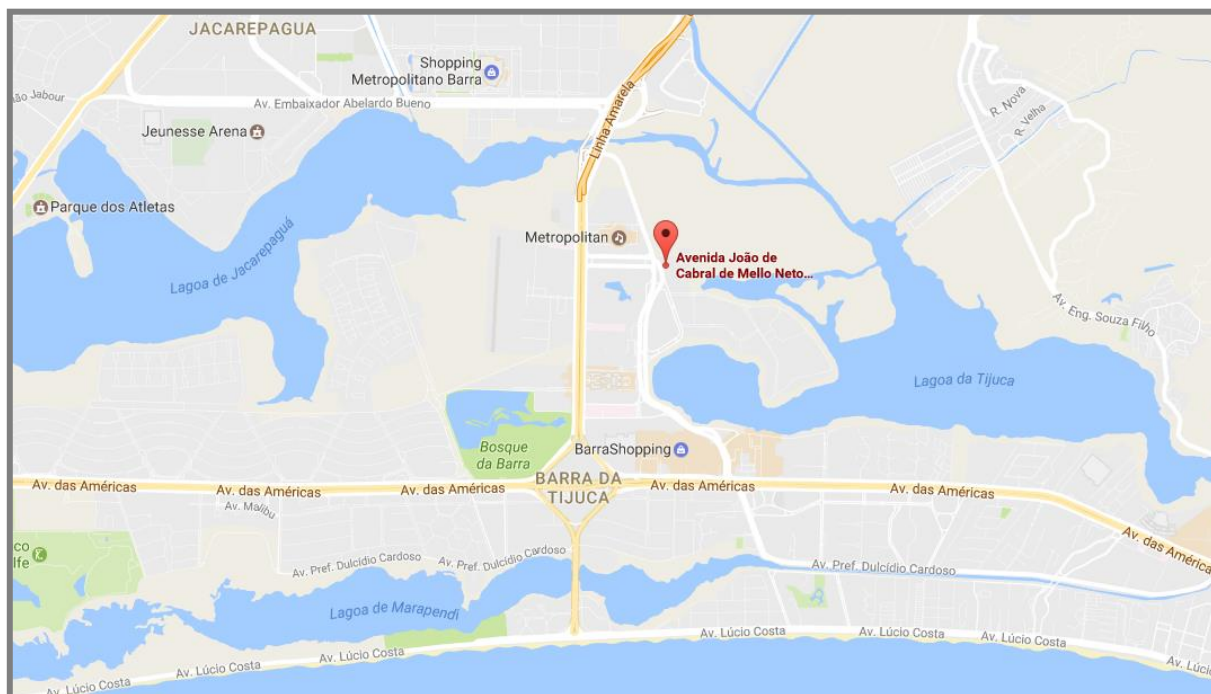 JACAREPAGUA
Shopping
Metropolitano Barra
ão Jabour
Av. Embaixador Abelardo Bueno
Jeunesse Arena
Linha Amarela
R. Nova
R. Velha
Parque dos Atletas
Lagoa de Jacarepaguá
Metropolitan
Avenida João de
Cabral de Mello Neto...
Av. Eng. Souza Filho
Lagoa da Tijuca
Bosque
da Barra
BarraShopping
BARRA DA
TIJUCA
Av. das Américas
Av. das Américas
Av. das Américas
Av. das Américas
Av. das Américas
Av. das América
Av. Malibu
co
lfe
Av. Pref. Dulcídio Cardoso
Av. Pref. Dulcídio Cardoso
Av. Pref. Dulcídio Cardoso
Lagoa de Marapendi
Av. Lúcio Costa
Av. Lúcio Costa
Av. Lúcio Costa
Av. Lúcio Costa
Av. Lúcio Costa
Av. Lúcio Costa